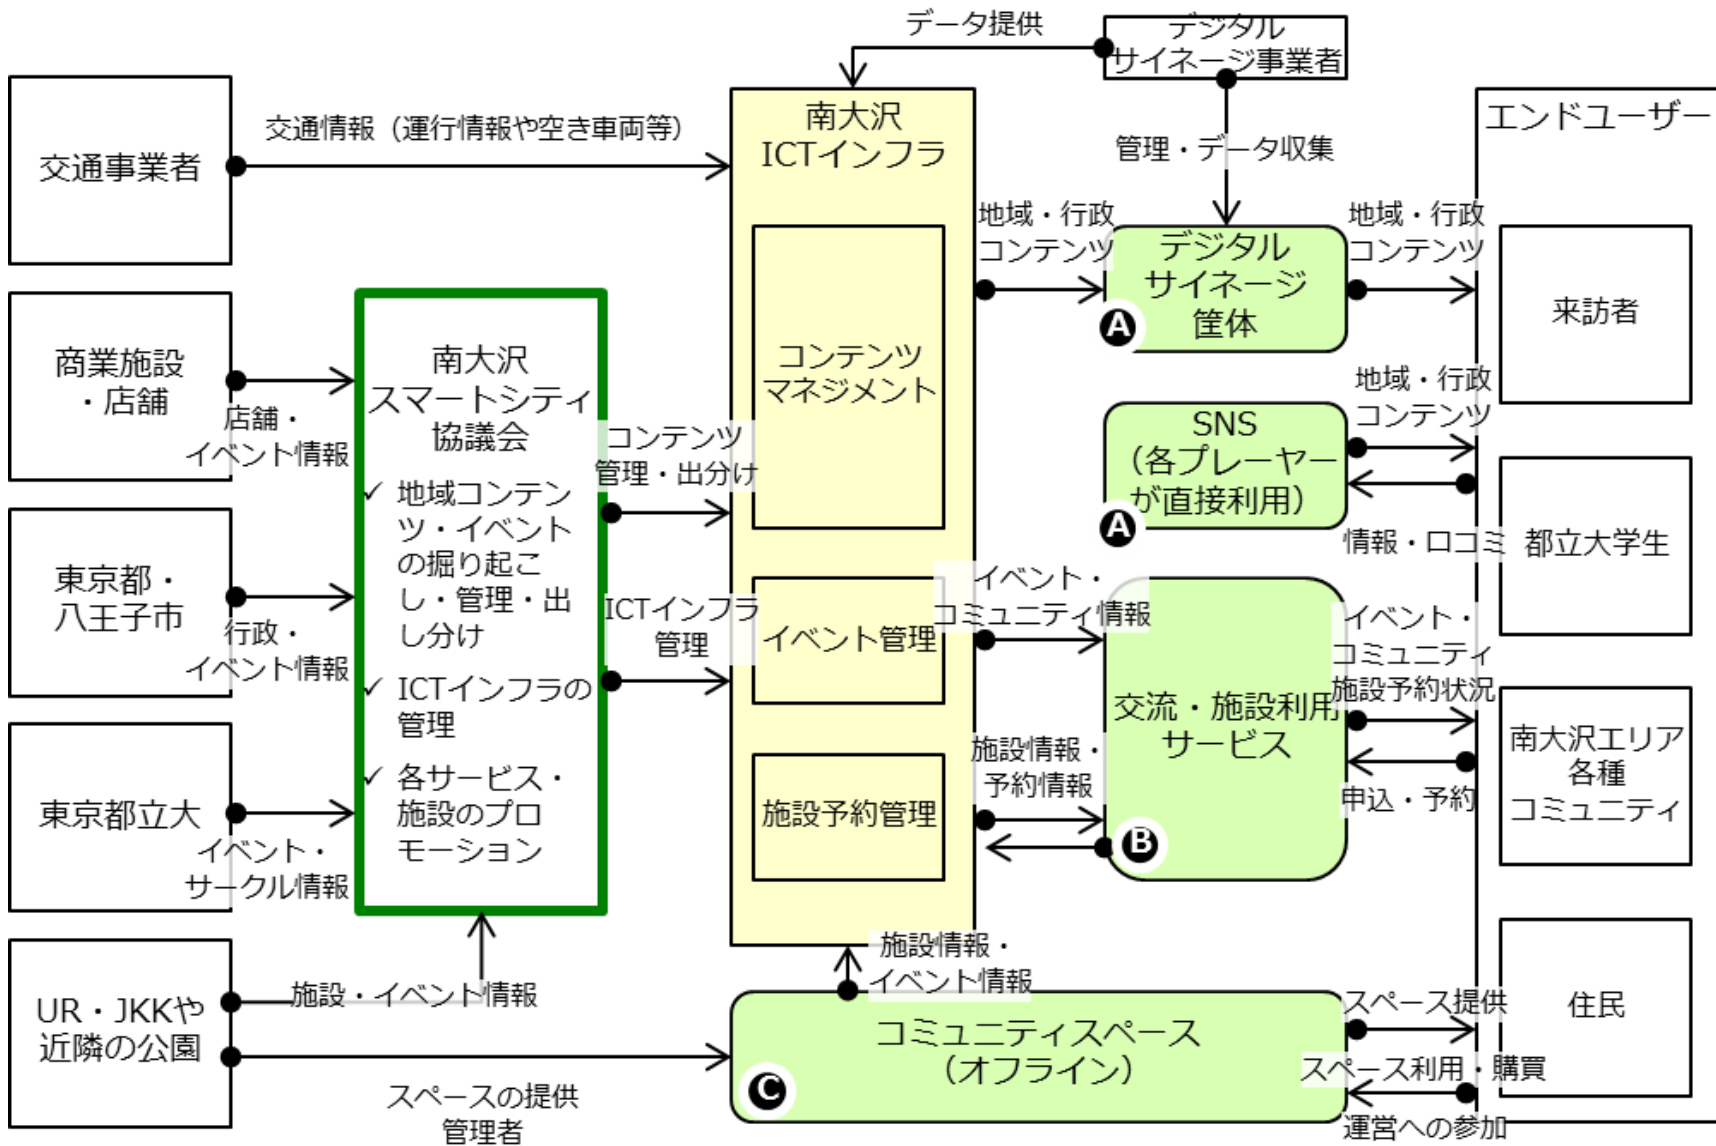 データ提供
デジタル
サイネージ事業者
交通事業者
交通情報（運行情報や空き車両等）
南大沢
ICTインフラ
管理・データ収集
エンドユーザー
地域・行政
コンテンツ
デジタル
サイネージ
筐体
A
地域・行政
コンテンツ
来訪者
商業施設
・店舗
店舗・
イベント情報
南大沢
スマートシティ
協議会
✓ 地域コンテン
ツ・イベント
の掘り起こ
し・管理・出
し分け
✓ ICTインフラの
管理
✓ 各サービス・
施設のプロ
モーション
コンテンツ
管理・出分け
コンテンツ
マネジメント
地域・行政
コンテンツ
SNS
（各プレーヤー
が直接利用）
A
情報・口コミ
都立大学生
東京都・
八王子市
行政・
イベント情報
ICTインフラ
管理
イベント管理
イベント・
コミュニティ情報
イベント・
コミュニティ
施設予約状況
交流・施設利用
サービス
B
申込・予約
南大沢エリア
各種
コミュニティ
東京都立大
イベント・
サークル情報
施設予約管理
施設情報・
予約情報
UR・JKKや
近隣の公園
施設・イベント情報
施設情報・
イベント情報
スペースの提供
管理者
コミュニティスペース
（オフライン）
C
スペース提供
スペース利用・購買
運営への参加
住民